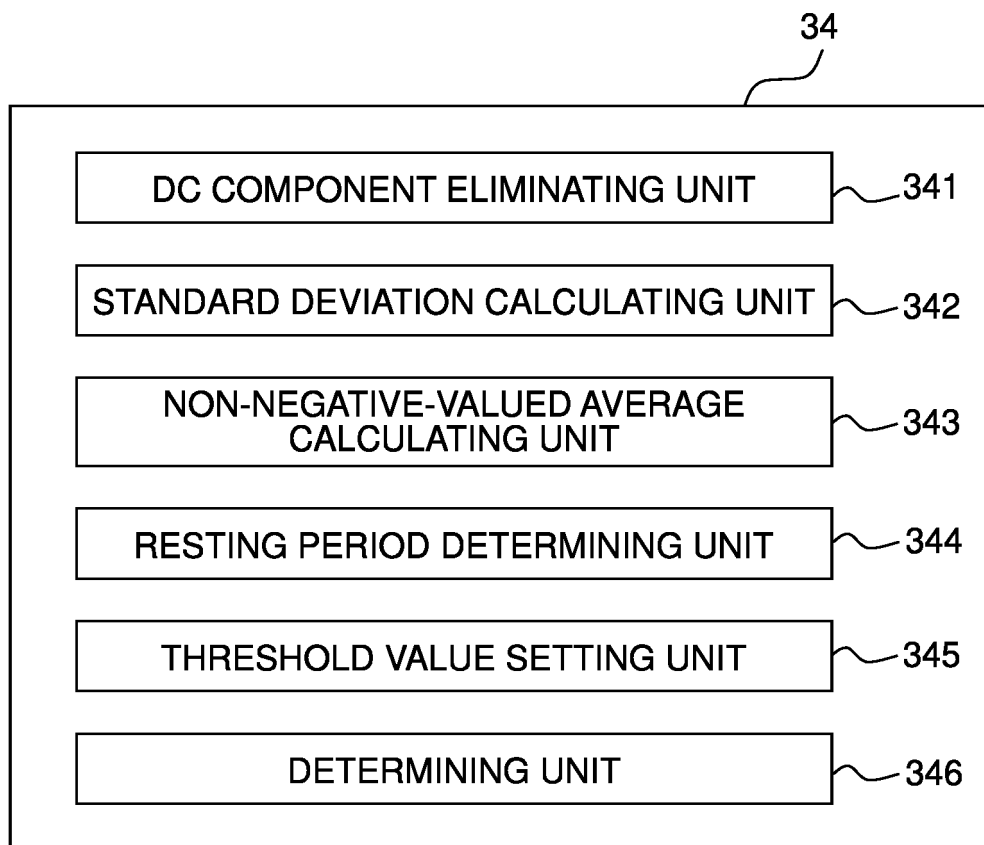 34
DC COMPONENT ELIMINATING UNIT
341
STANDARD DEVIATION CALCULATING UNIT
342
NON-NEGATIVE-VALUED AVERAGE
CALCULATING UNIT
343
RESTING PERIOD DETERMINING UNIT
344
THRESHOLD VALUE SETTING UNIT
345
DETERMINING UNIT
346